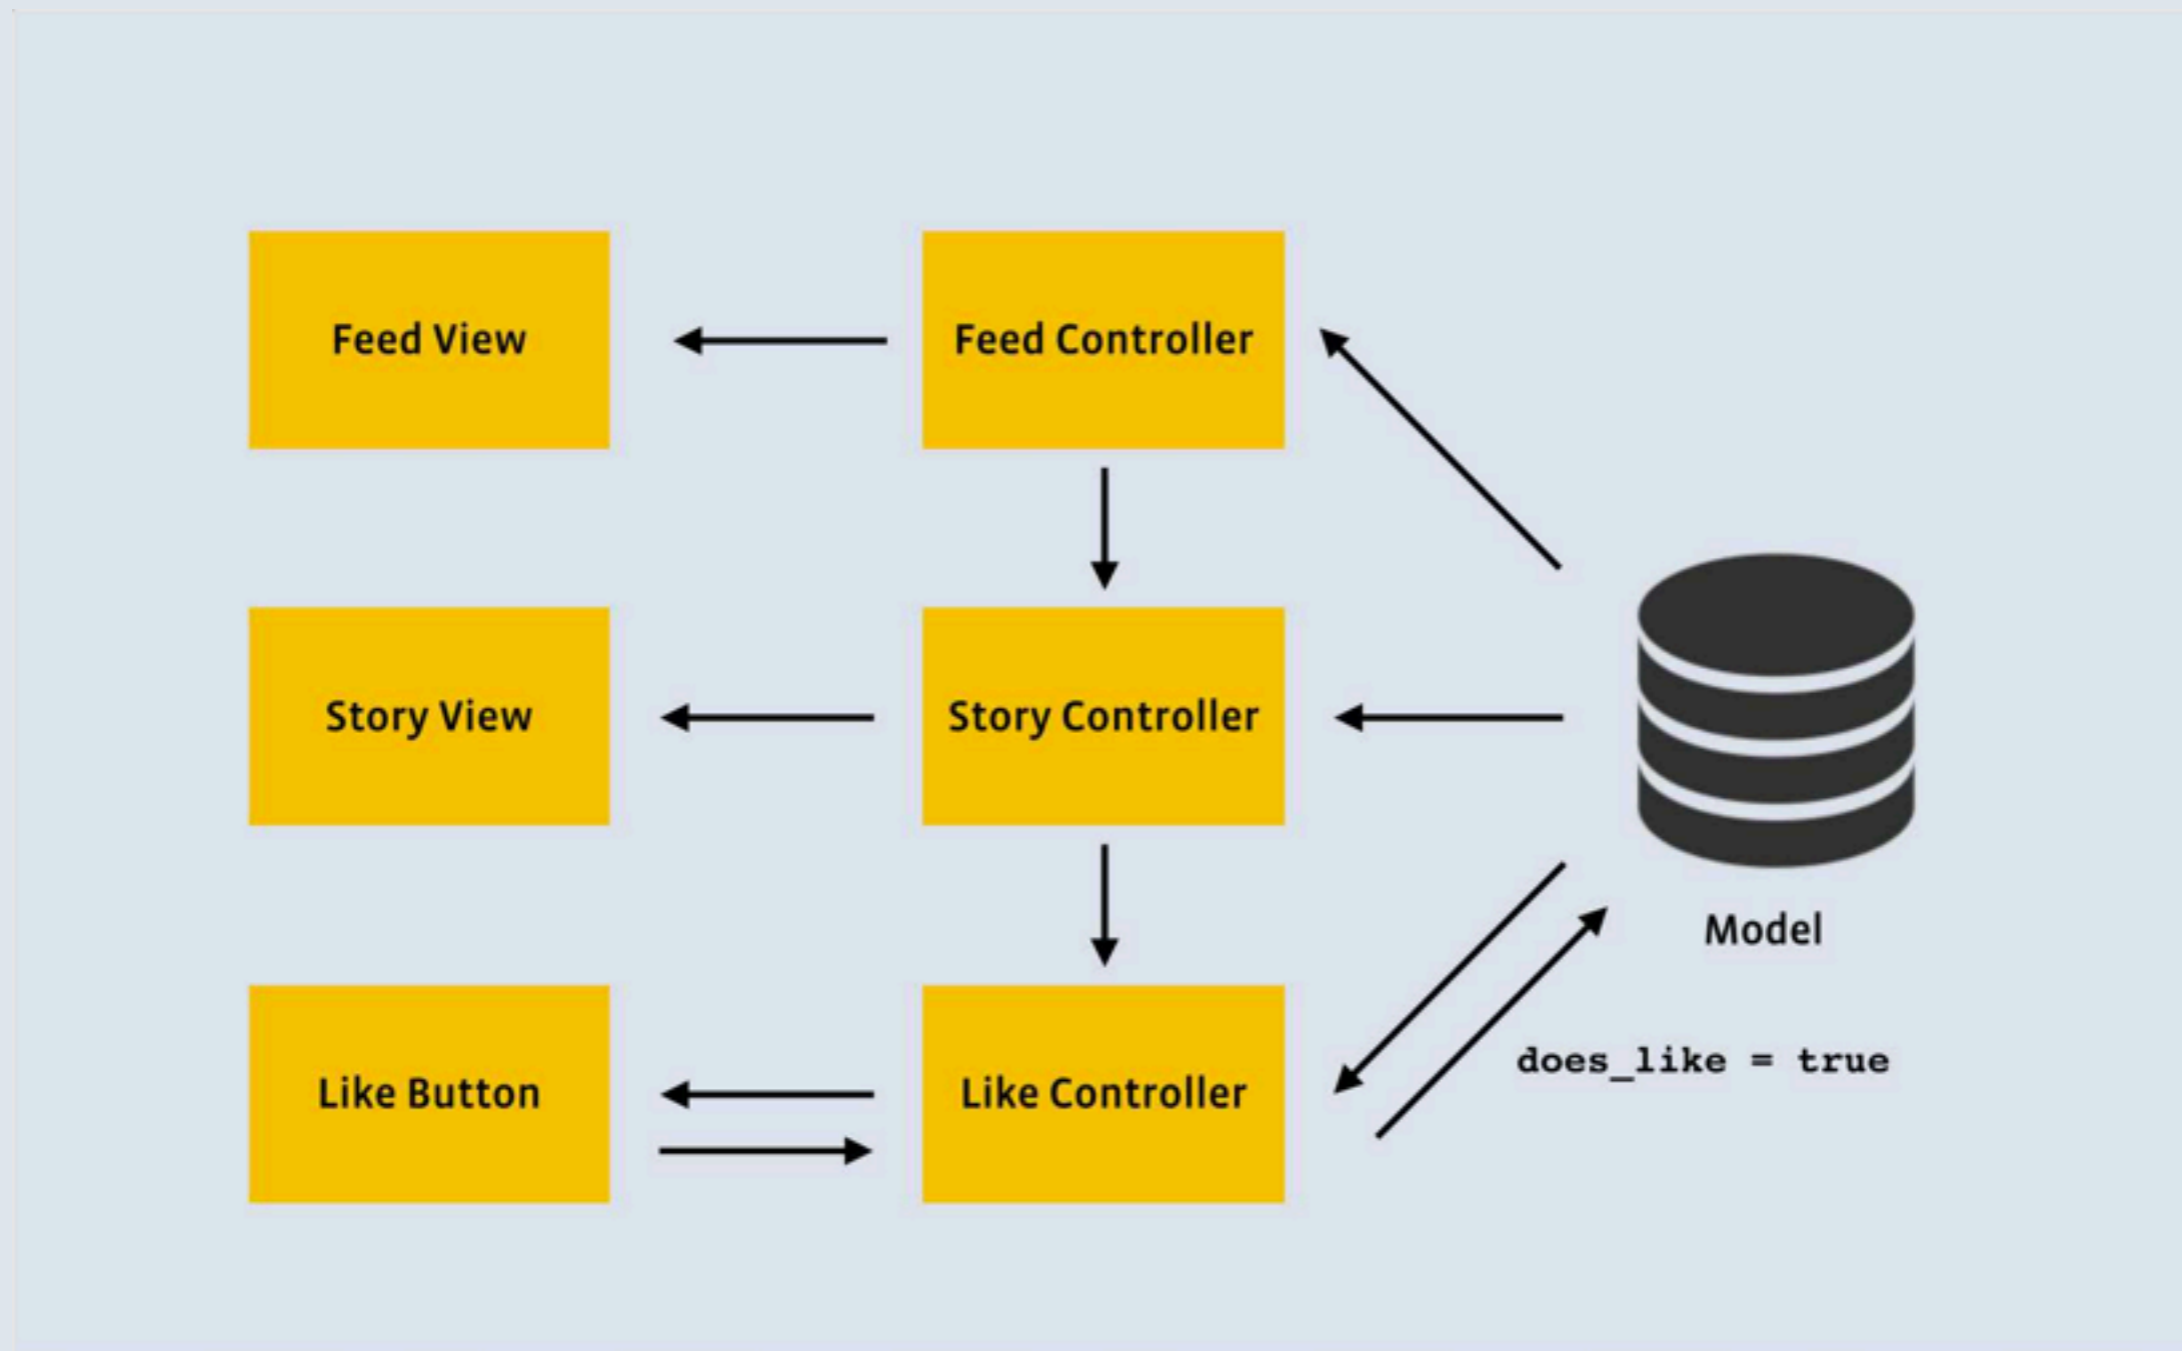 Feed View
Feed Controller
Story View
Story Controller
Model
does_like = true
Like Button
Like Controller